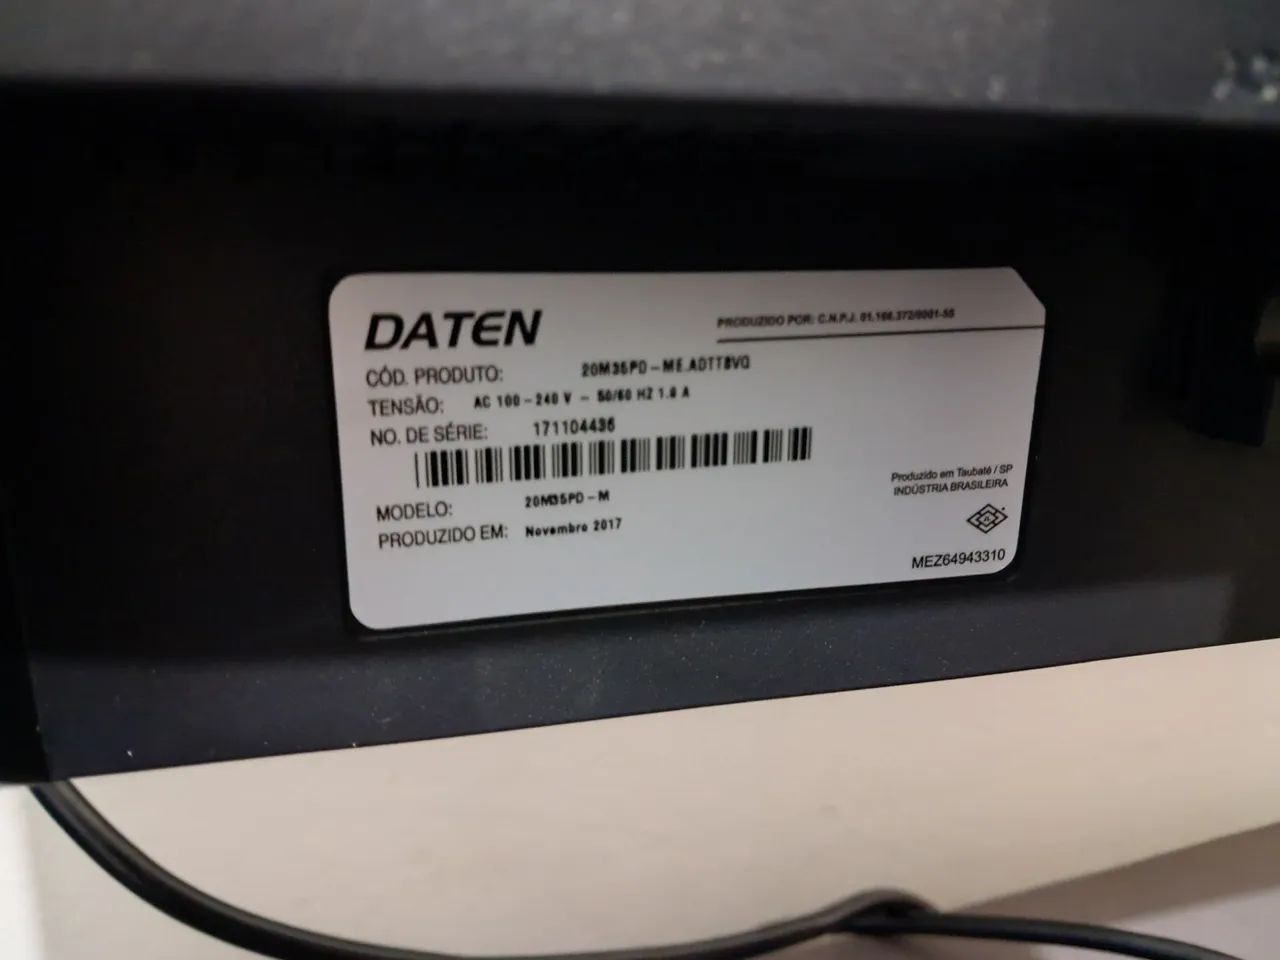 DATEN
PRODUZIDO POR: C.N.P.J. 01.166.372/0001-55
CÓD. PRODUTO: 20M35PD-ME.ADTTBVQ
TENSÃO: AC 100-240 V ~ 50/60 HZ 1.0 A
NO. DE SÉRIE: 171104436
MODELO: 20M35PD-M
PRODUZIDO EM: Novembro 2017
Produzido em Taubaté / SP
INDÚSTRIA BRASILEIRA
MEZ64943310